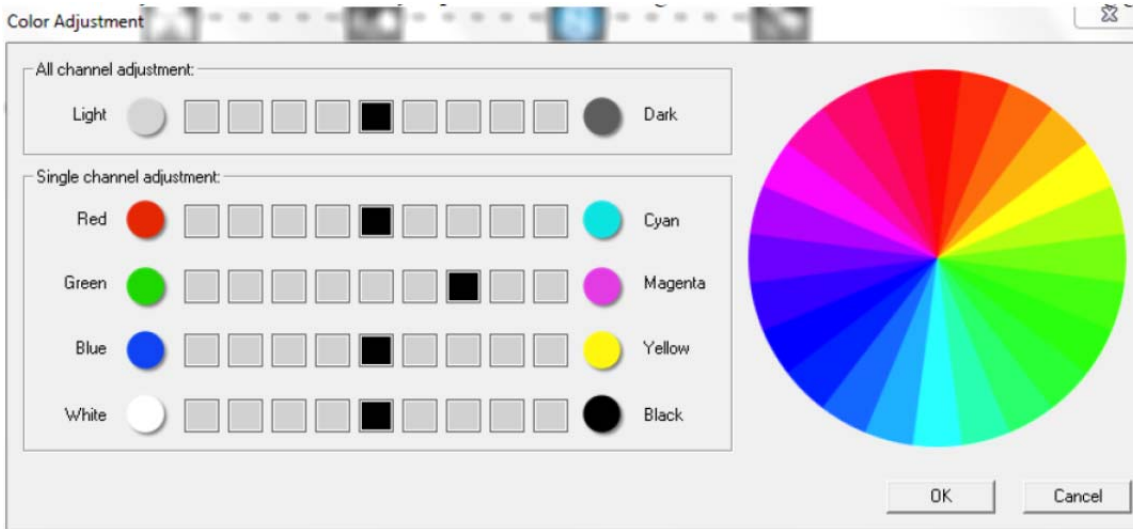 Color Adjustment
All channel adjustment:
Light Dark
Single channel adjustment:
Red Cyan
Green Magenta
Blue Yellow
White Black
OK Cancel